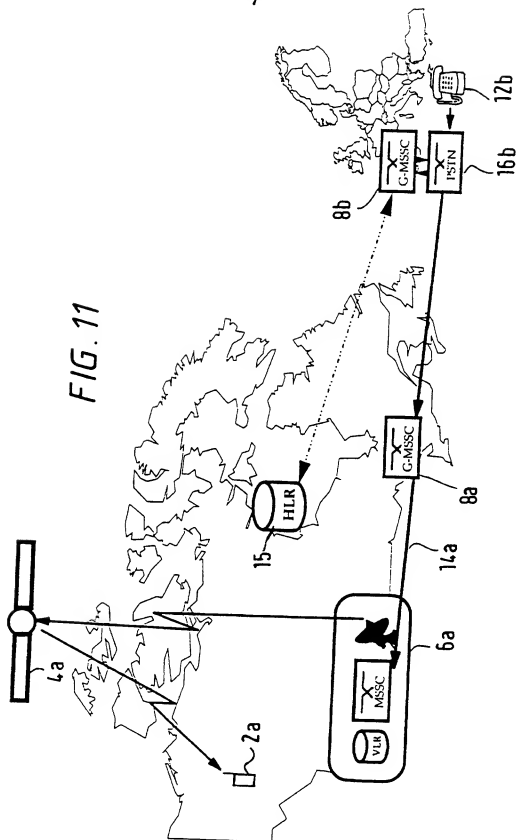 FIG. 11
4a
2a
15
HLR
VLR
MSSC
6a
14a
G-MSSC
8a
8b
G-MSSC
PSTN
16b
12b